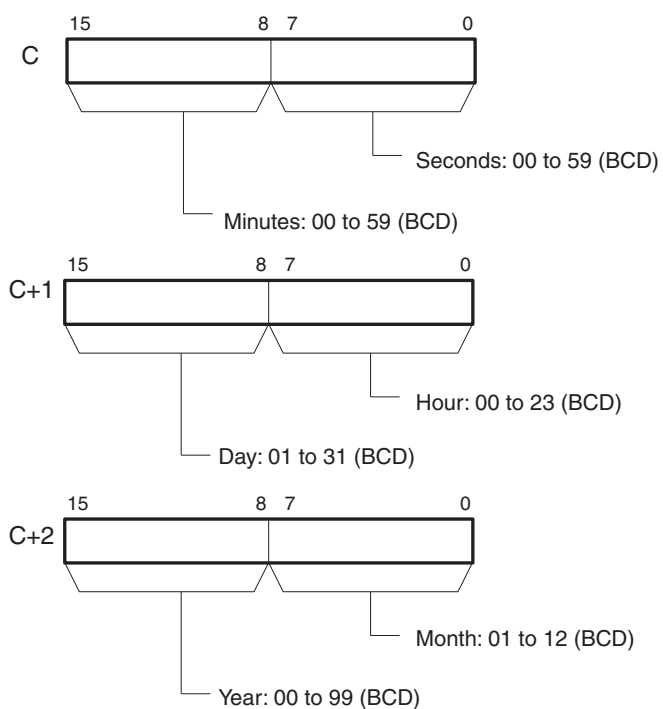 15 8 7 0
C
Seconds: 00 to 59 (BCD)
Minutes: 00 to 59 (BCD)
15 8 7 0
C+1
Hour: 00 to 23 (BCD)
Day: 01 to 31 (BCD)
15 8 7 0
C+2
Month: 01 to 12 (BCD)
Year: 00 to 99 (BCD)